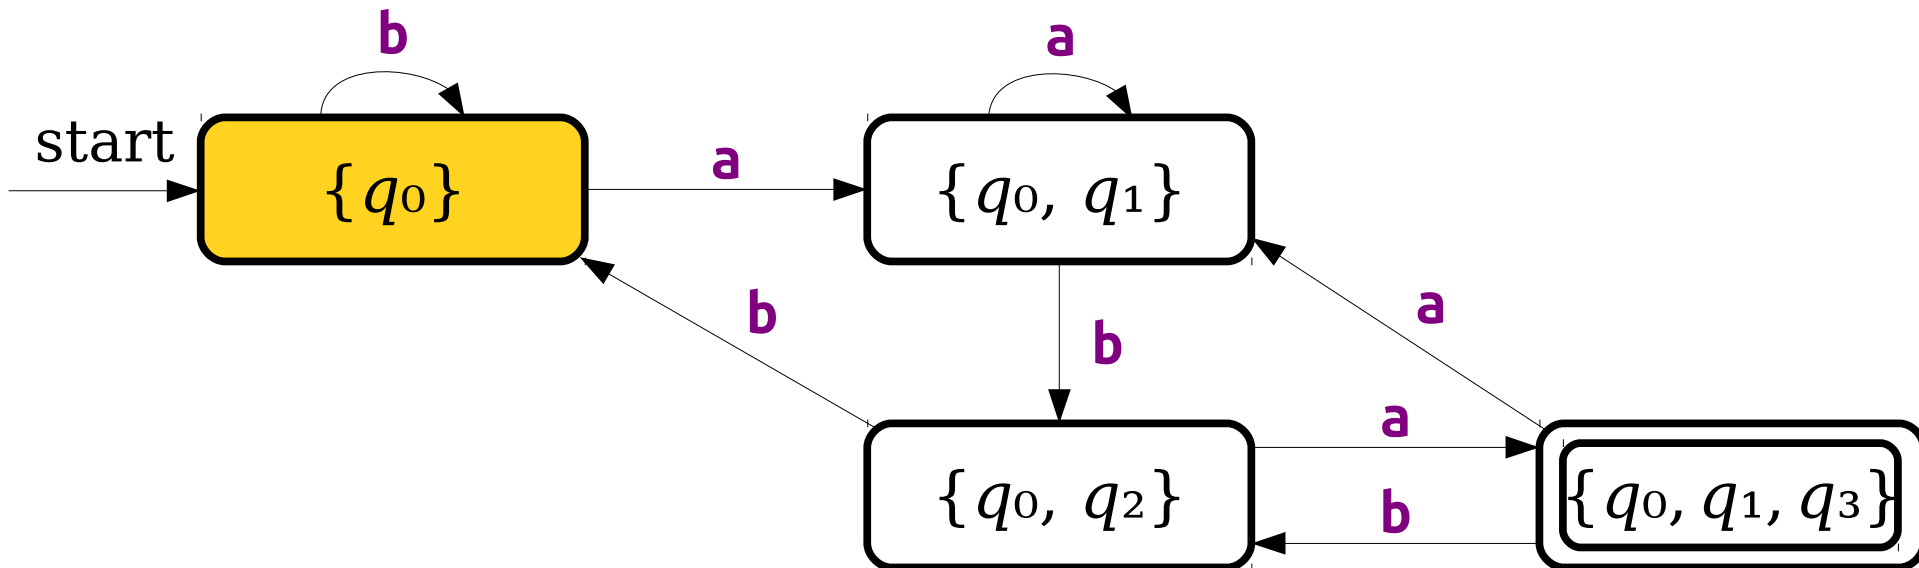 b
a
start
a
{q₀}
{q₀, q₁}
b
a
b
a
{q₀, q₂}
{q₀, q₁, q₃}
b